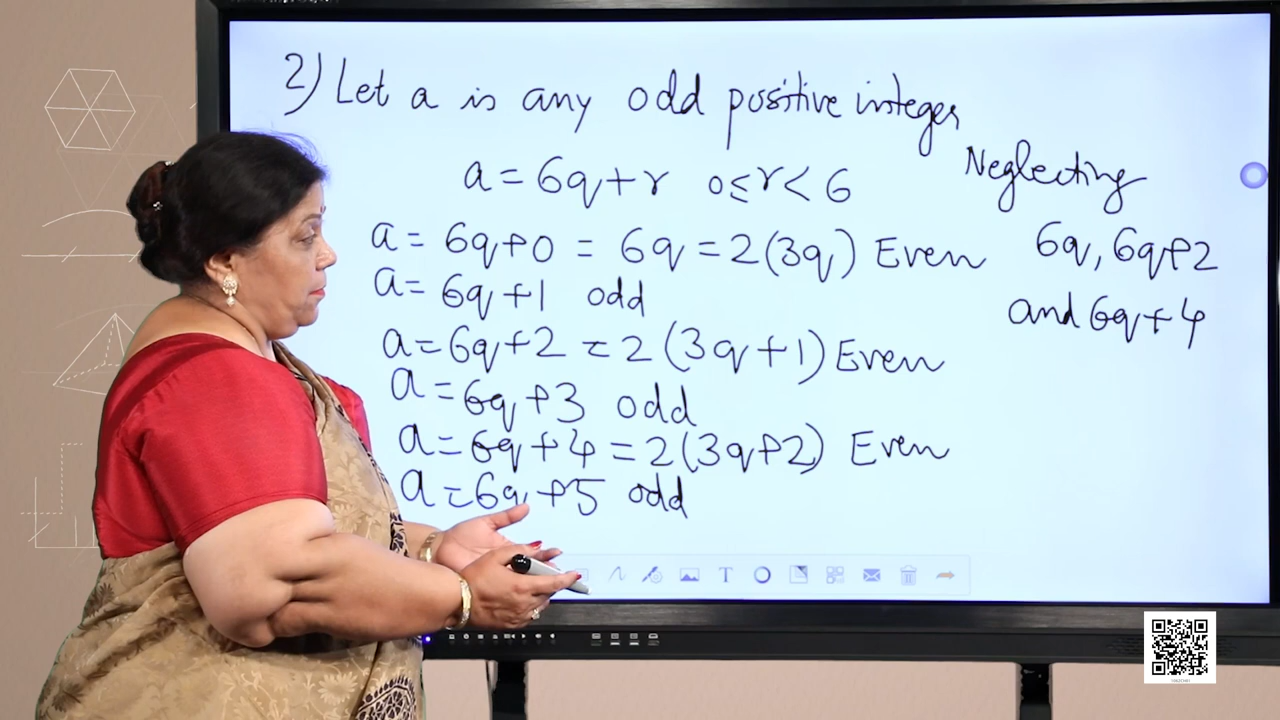 2) Let a is any odd positive integer
a = 6q + r 0 ≤ r < 6
a = 6q + 0 = 6q = 2(3q) Even
a = 6q + 1 odd
a = 6q + 2 = 2(3q + 1) Even
a = 6q + 3 odd
a = 6q + 4 = 2(3q + 2) Even
a = 6q + 5 odd
Neglecting
6q, 6q+2
and 6q + 4
T